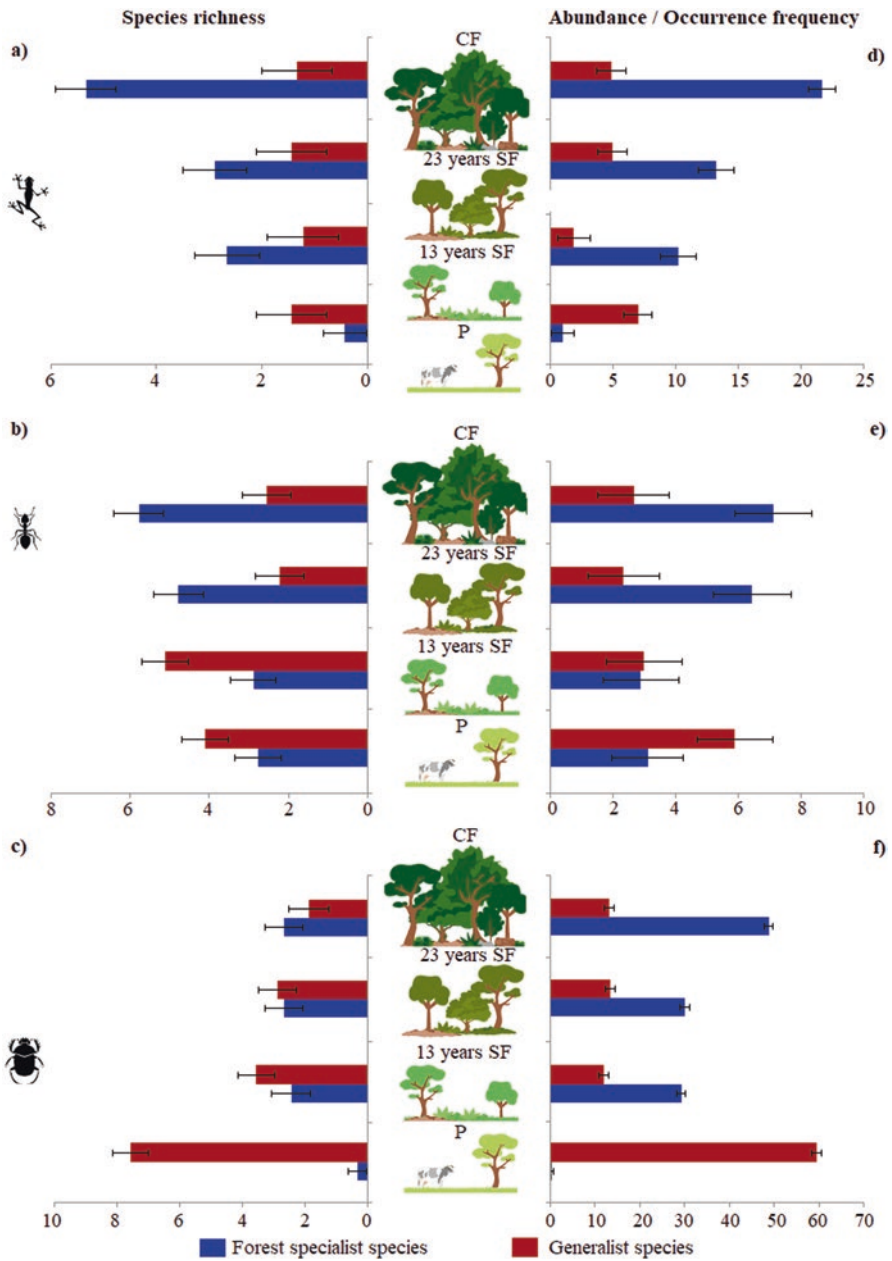 Species richness
Abundance / Occurrence frequency
a)
CF
d)
23 years SF
13 years SF
P
6 4 2 0
0 5 10 15 20 25
b)
CF
e)
23 years SF
13 years SF
P
8 6 4 2 0
0 2 4 6 8 10
c)
CF
f)
23 years SF
13 years SF
P
10 8 6 4 2 0
0 10 20 30 40 50 60 70
Forest specialist species
Generalist species